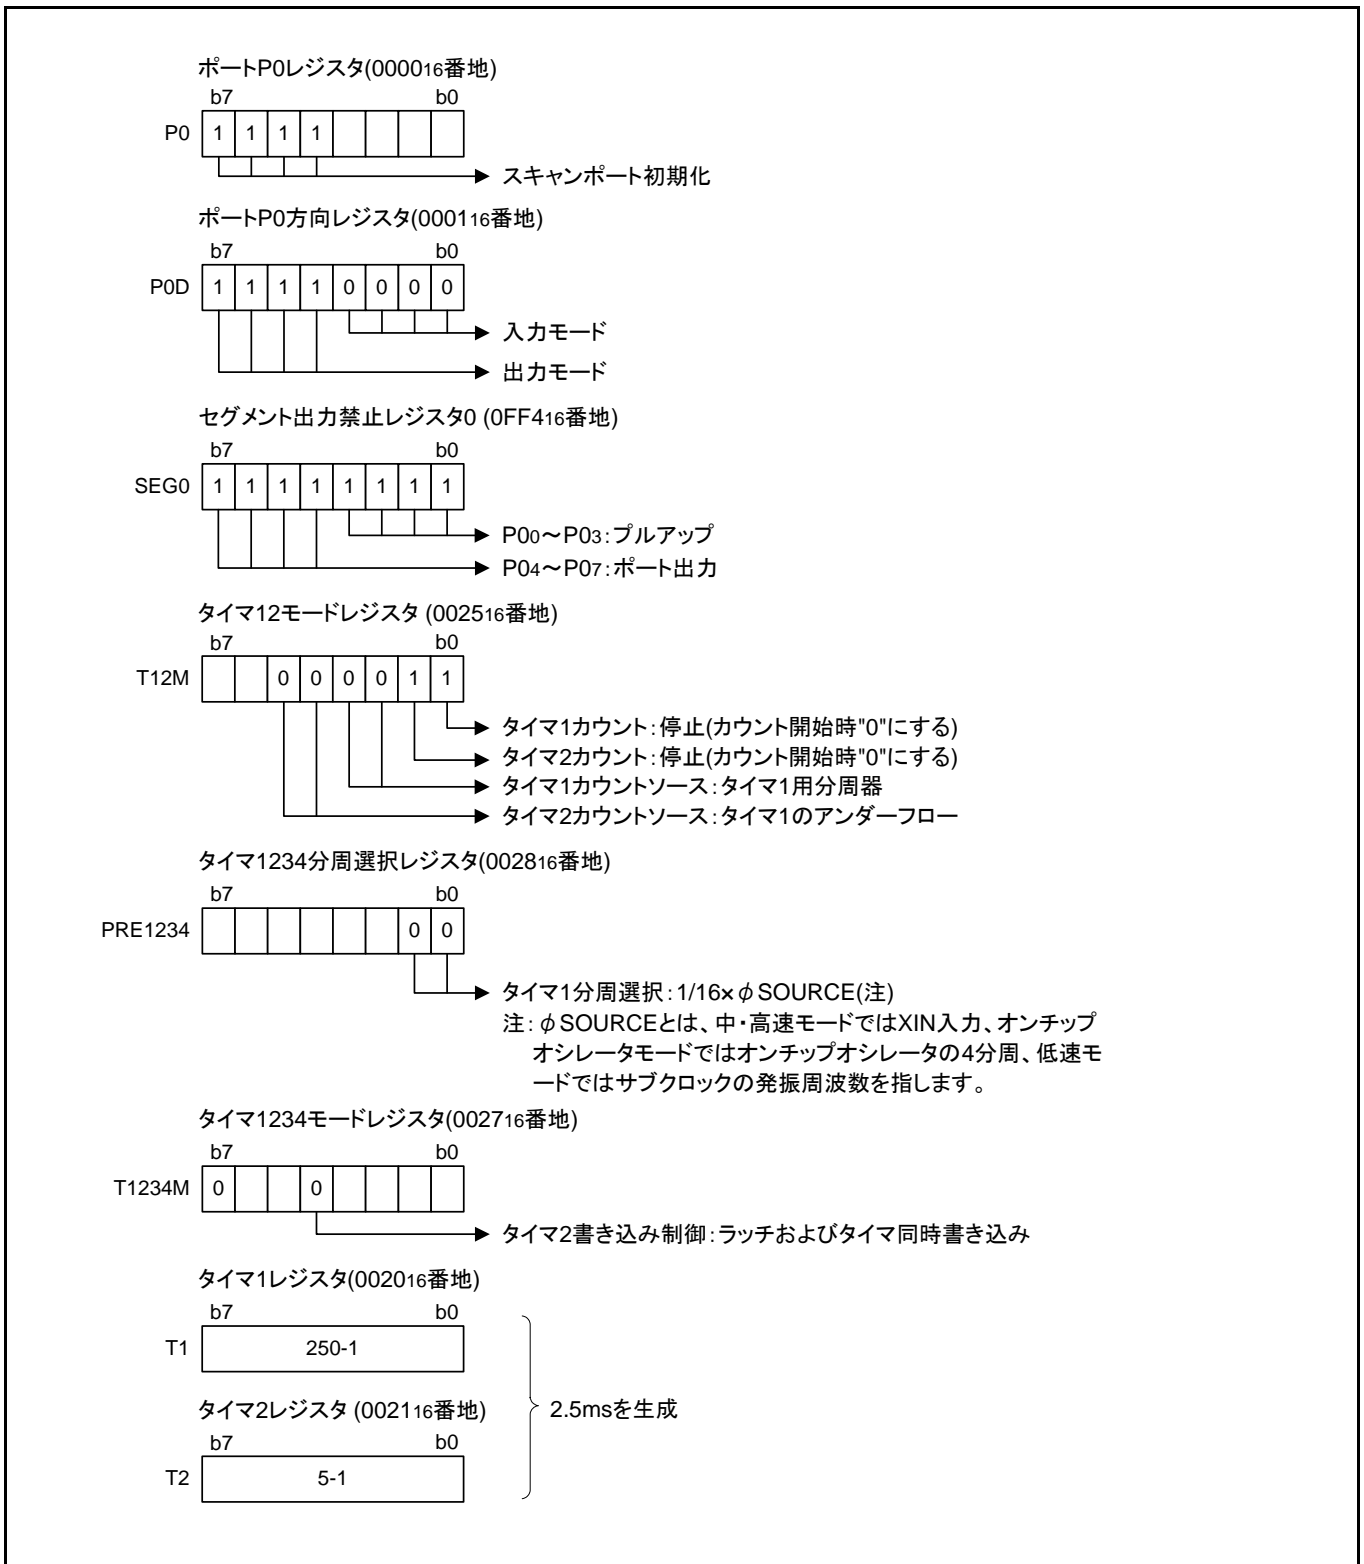 ポートP0レジスタ(000016番地)
b7 b0
P0 1 1 1 1
スキャンポート初期化
ポートP0方向レジスタ(000116番地)
b7 b0
P0D 1 1 1 1 0 0 0 0
入力モード
出力モード
セグメント出力禁止レジスタ0 (0FF416番地)
b7 b0
SEG0 1 1 1 1 1 1 1 1
P00～P03：プルアップ
P04～P07：ポート出力
タイマ12モードレジスタ (002516番地)
b7 b0
T12M 0 0 0 0 1 1
タイマ1カウント：停止(カウント開始時"0"にする)
タイマ2カウント：停止(カウント開始時"0"にする)
タイマ1カウントソース：タイマ1用分周器
タイマ2カウントソース：タイマ1のアンダーフロー
タイマ1234分周選択レジスタ(002816番地)
b7 b0
PRE1234 0 0
タイマ1分周選択：1/16×φSOURCE(注)
注：φSOURCEとは、中・高速モードではXIN入力、オンチップ
オシレータモードではオンチップオシレータの4分周、低速モ
ードではサブクロックの発振周波数を指します。
タイマ1234モードレジスタ(002716番地)
b7 b0
T1234M 0 0
タイマ2書き込み制御：ラッチおよびタイマ同時書き込み
タイマ1レジスタ(002016番地)
b7 b0
T1 250-1
タイマ2レジスタ (002116番地)
2.5msを生成
b7 b0
T2 5-1